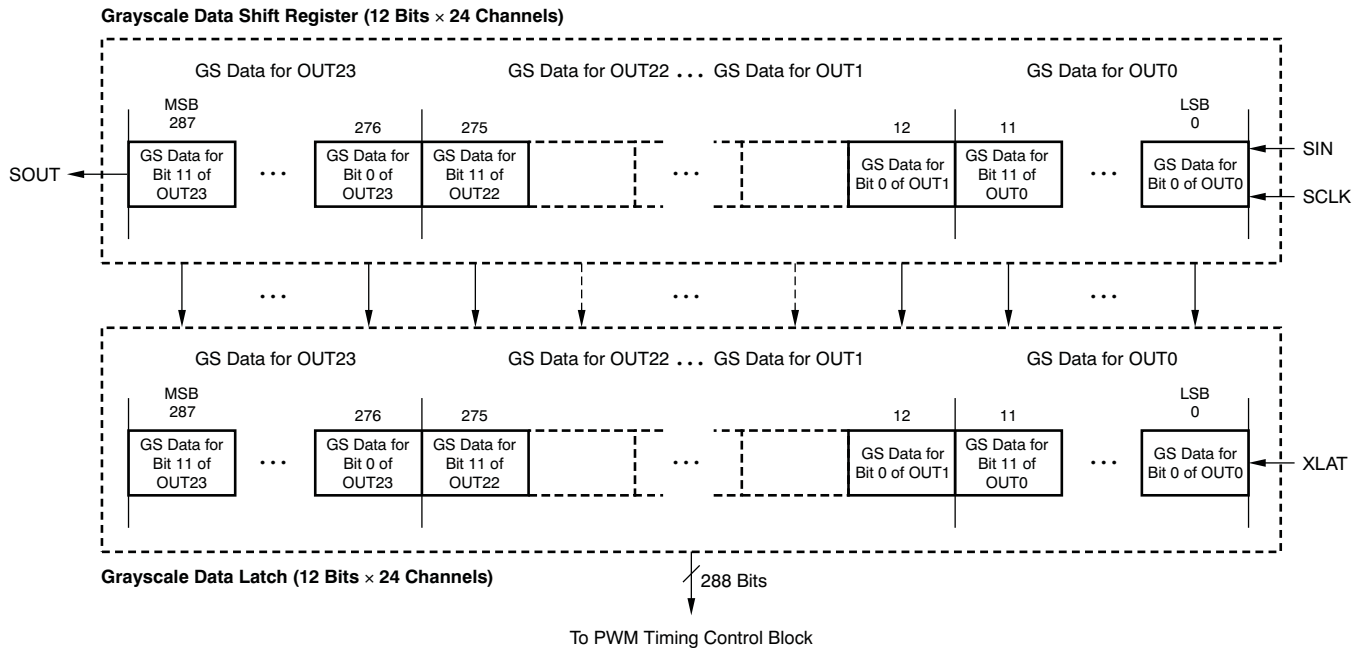 Grayscale Data Shift Register (12 Bits × 24 Channels)
GS Data for OUT23
GS Data for OUT22 ... GS Data for OUT1
GS Data for OUT0
MSB
287
276
275
12
11
LSB
0
SOUT
GS Data for
Bit 11 of
OUT23
...
GS Data for
Bit 0 of
OUT23
GS Data for
Bit 11 of
OUT22
...
GS Data for
Bit 0 of OUT1
GS Data for
Bit 11 of
OUT0
...
GS Data for
Bit 0 of OUT0
SIN
SCLK
...
...
...
GS Data for OUT23
GS Data for OUT22 ... GS Data for OUT1
GS Data for OUT0
MSB
287
276
275
12
11
LSB
0
GS Data for
Bit 11 of
OUT23
...
GS Data for
Bit 0 of
OUT23
GS Data for
Bit 11 of
OUT22
...
GS Data for
Bit 0 of OUT1
GS Data for
Bit 11 of
OUT0
...
GS Data for
Bit 0 of OUT0
XLAT
Grayscale Data Latch (12 Bits × 24 Channels)
288 Bits
To PWM Timing Control Block